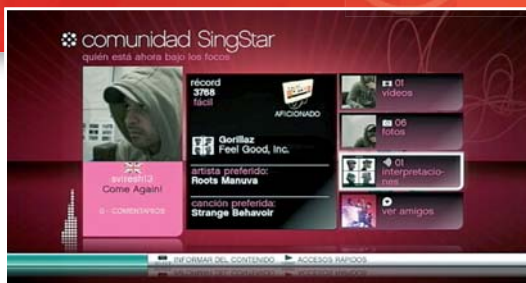 comunidad SingStar
quién está ahora bajo los focos
récord
3768
fácil
AFICIONADO
Gorillaz
Feel Good, Inc.
artista preferido:
Roots Manuva
canción preferida:
Strange Behavoir
Come Again!
0 - COMENTARIOS
01
videos
06
fotos
01
interpretacio-
nes
ver amigos
INFORMAR DEL CONTENIDO
ACCESOS RÁPIDOS